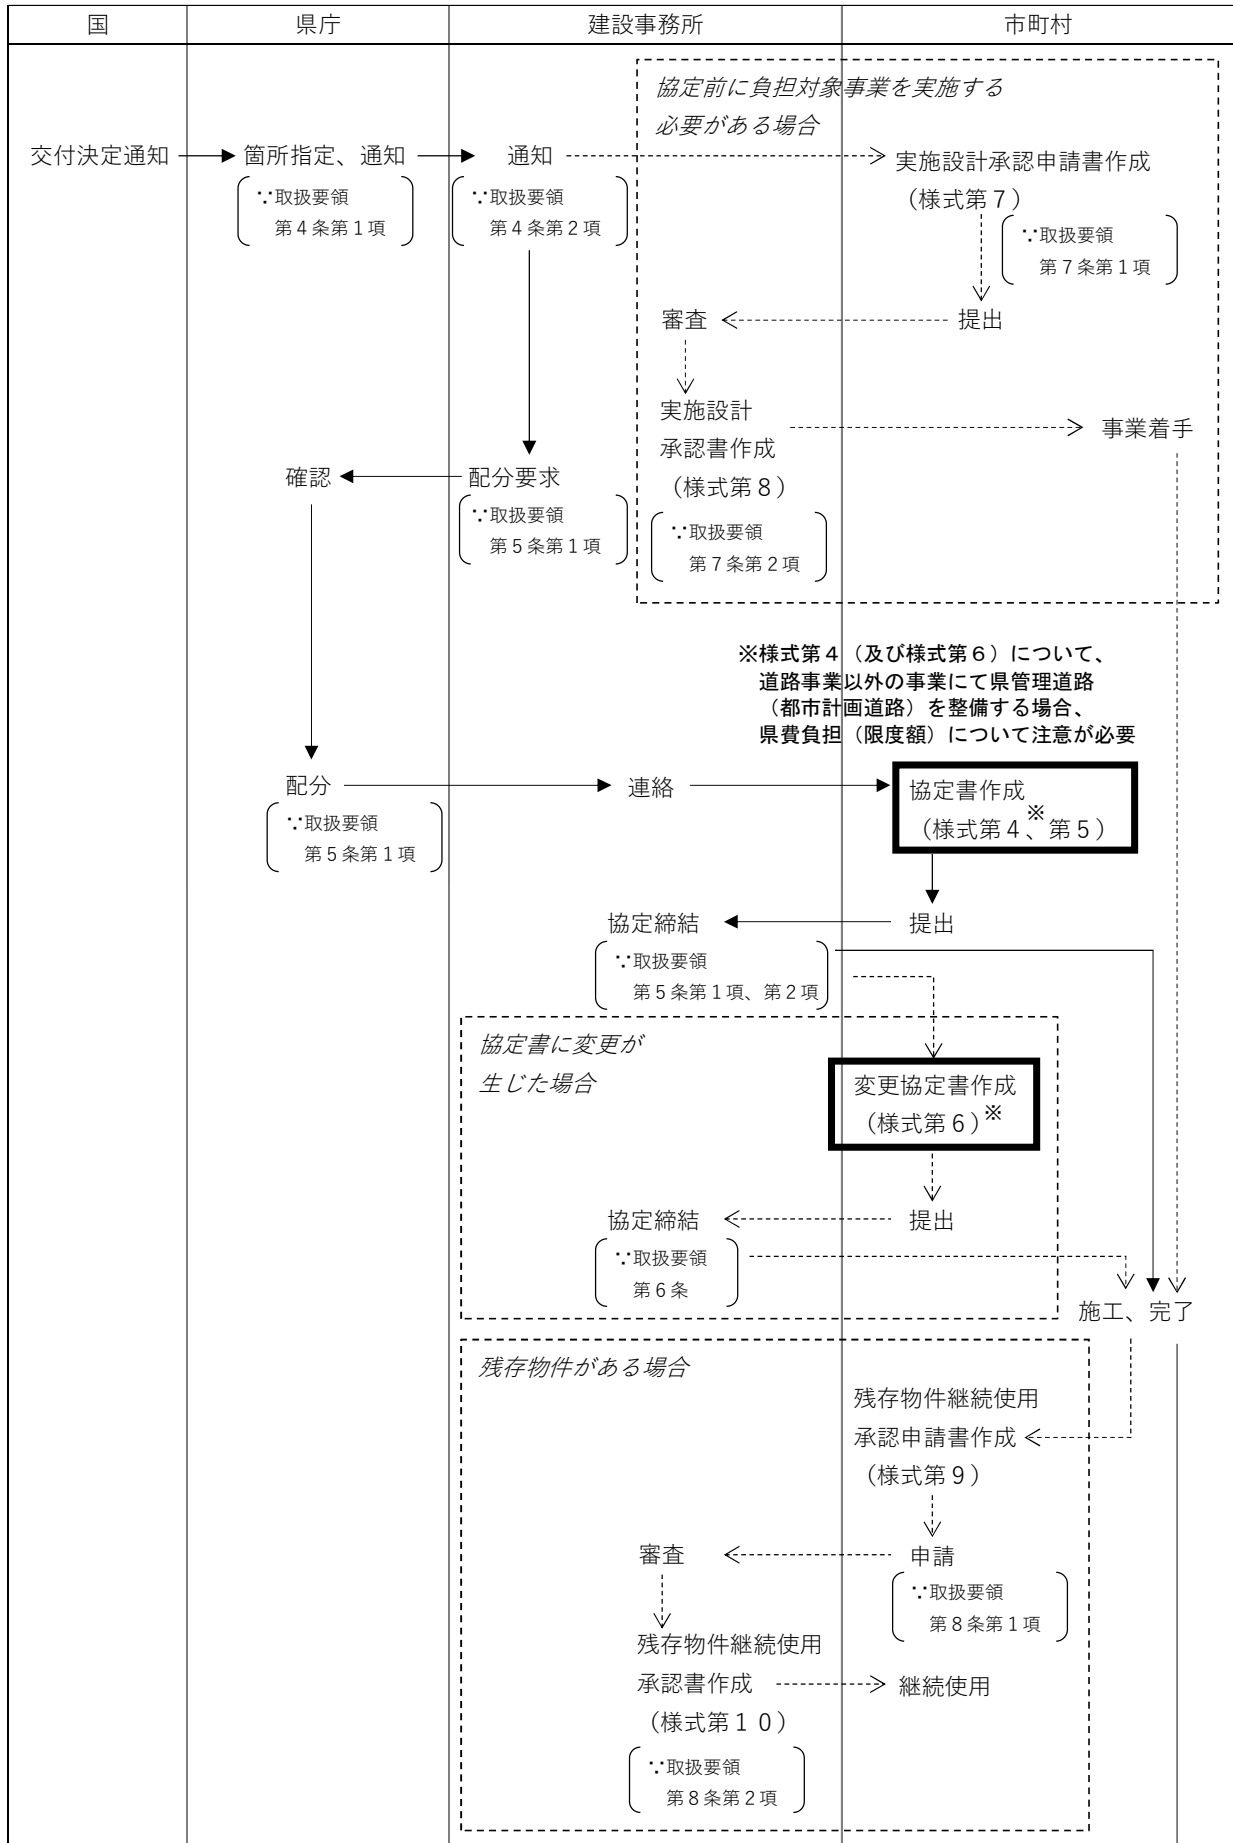 国
県庁
建設事務所
市町村
協定前に負担対象事業を実施する
必要がある場合
交付決定通知
箇所指定、通知
通知
実施設計承認申請書作成
（様式第７）
∵取扱要領
第４条第１項
∵取扱要領
第４条第２項
∵取扱要領
第７条第１項
審査
提出
実施設計
承認書作成
（様式第８）
事業着手
確認
配分要求
∵取扱要領
第５条第１項
∵取扱要領
第７条第２項
※様式第４（及び様式第６）について、
道路事業以外の事業にて県管理道路
（都市計画道路）を整備する場合、
県費負担（限度額）について注意が必要
配分
連絡
協定書作成
（様式第４※、第５）
∵取扱要領
第５条第１項
協定締結
提出
∵取扱要領
第５条第１項、第２項
協定書に変更が
生じた場合
変更協定書作成
（様式第６）※
協定締結
提出
∵取扱要領
第６条
施工、完了
残存物件がある場合
残存物件継続使用
承認申請書作成
（様式第９）
審査
申請
∵取扱要領
第８条第１項
残存物件継続使用
承認書作成
（様式第１０）
継続使用
∵取扱要領
第８条第２項